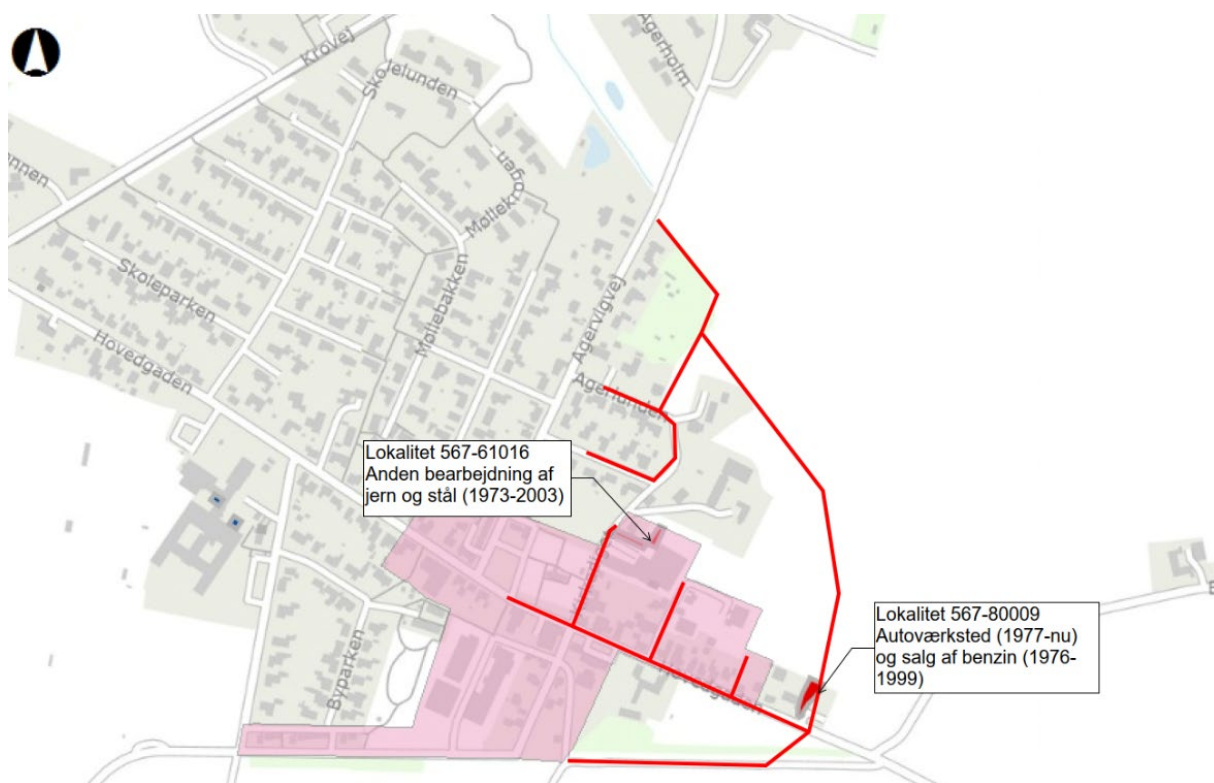 Agerholm
Krovej
Skolelunden
Møllekrogen
Skoleparken
Møllebakken
Agervigvej
Hovedgaden
Agerlunden
Lokalitet 567-61016
Anden bearbejdning af
jern og stål (1973-2003)
Lokalitet 567-80009
Autoværksted (1977-nu)
og salg af benzin (1976-
1999)
Byparken
Hovedgaden